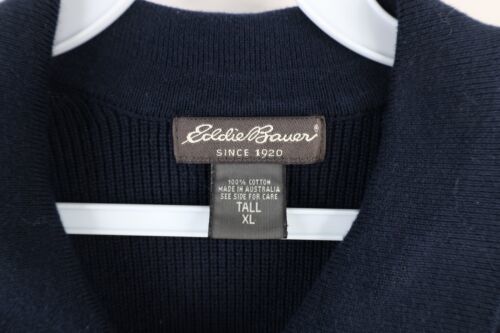 Eddie Bauer
SINCE 1920
100% COTTON
MADE IN AUSTRALIA
SEE SIDE FOR CARE
TALL
XL